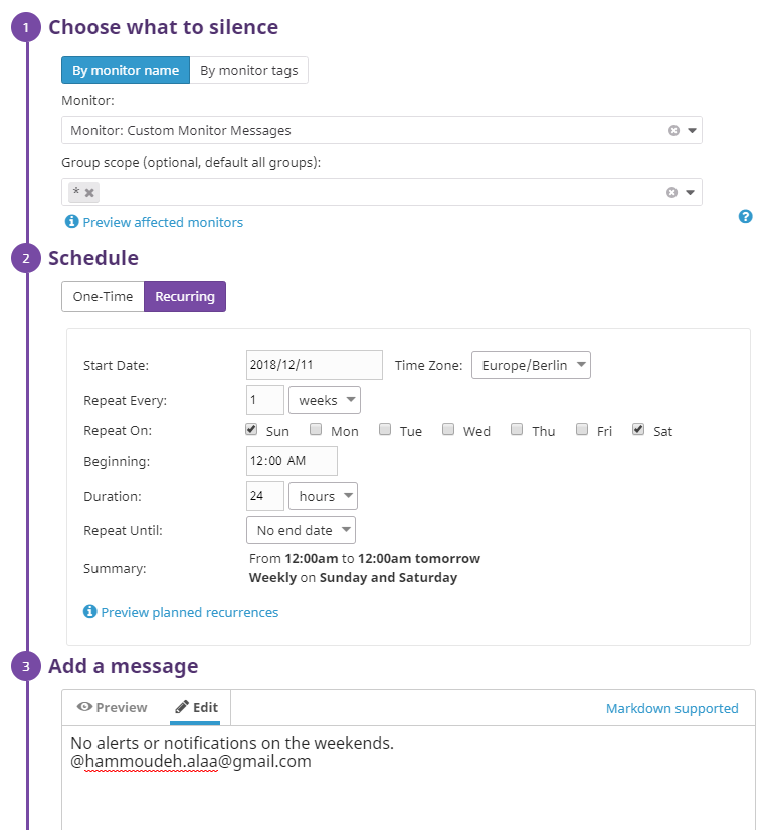 1 Choose what to silence
By monitor name By monitor tags
Monitor:
Monitor: Custom Monitor Messages
Group scope (optional, default all groups):
* ✖
Preview affected monitors
?
2 Schedule
One-Time Recurring
Start Date: 2018/12/11 Time Zone: Europe/Berlin
Repeat Every: 1 weeks
Repeat On: Sun Mon Tue Wed Thu Fri Sat
Beginning: 12:00 AM
Duration: 24 hours
Repeat Until: No end date
Summary: From 12:00am to 12:00am tomorrow
Weekly on Sunday and Saturday
Preview planned recurrences
3 Add a message
Preview Edit Markdown supported
No alerts or notifications on the weekends.
@hammoudeh.alaa@gmail.com